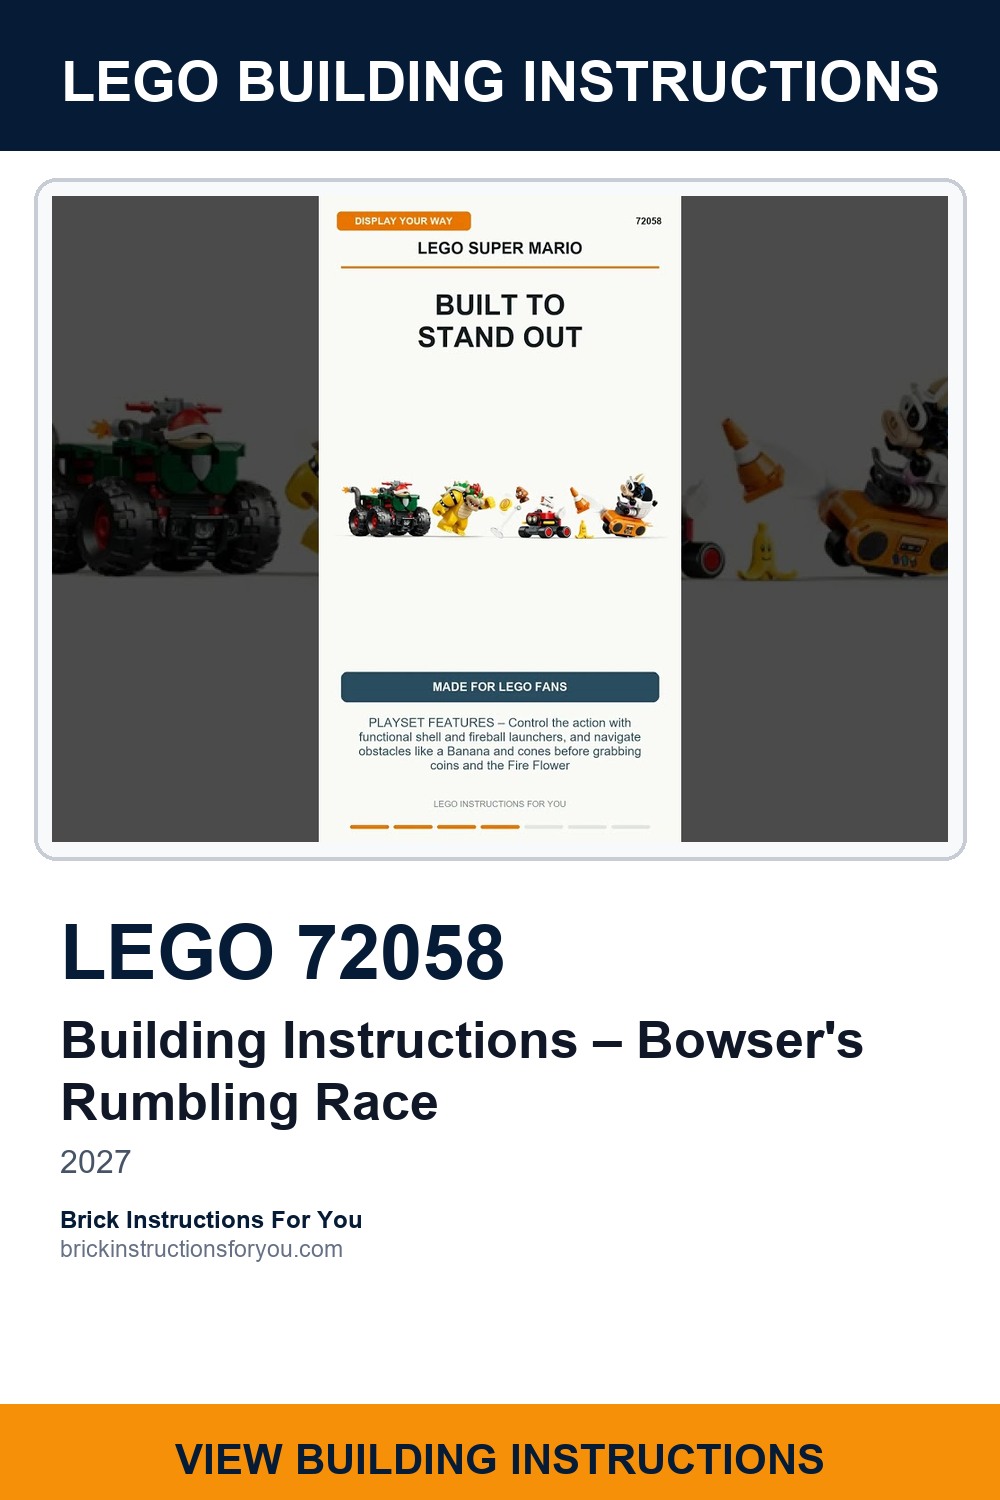 LEGO BUILDING INSTRUCTIONS
DISPLAY YOUR WAY
72058
LEGO SUPER MARIO
BUILT TO
STAND OUT
MADE FOR LEGO FANS
PLAYSET FEATURES – Control the action with
functional shell and fireball launchers, and navigate
obstacles like a Banana and cones before grabbing
coins and the Fire Flower
LEGO INSTRUCTIONS FOR YOU
LEGO 72058
Building Instructions – Bowser's
Rumbling Race
2027
Brick Instructions For You
brickinstructionsforyou.com
VIEW BUILDING INSTRUCTIONS